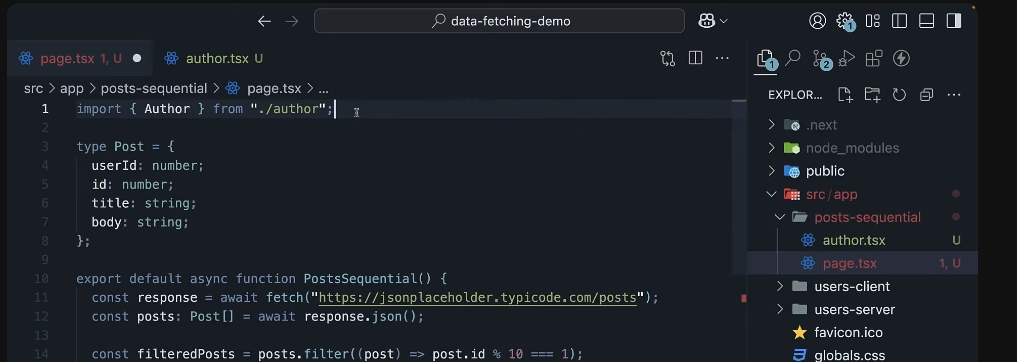 data-fetching-demo
1
page.tsx 1, U
author.tsx U
1
2
src > app > posts-sequential > page.tsx > ...
EXPLOR...
1 import { Author } from "./author";
2
3 type Post = {
4 userId: number;
5 id: number;
6 title: string;
7 body: string;
8 };
9
10 export default async function PostsSequential() {
11 const response = await fetch("https://jsonplaceholder.typicode.com/posts");
12 const posts: Post[] = await response.json();
13
14 const filteredPosts = posts.filter((post) => post.id % 10 === 1);
.next
node_modules
public
src/app
posts-sequential
author.tsx U
page.tsx 1, U
users-client
users-server
favicon.ico
globals.css